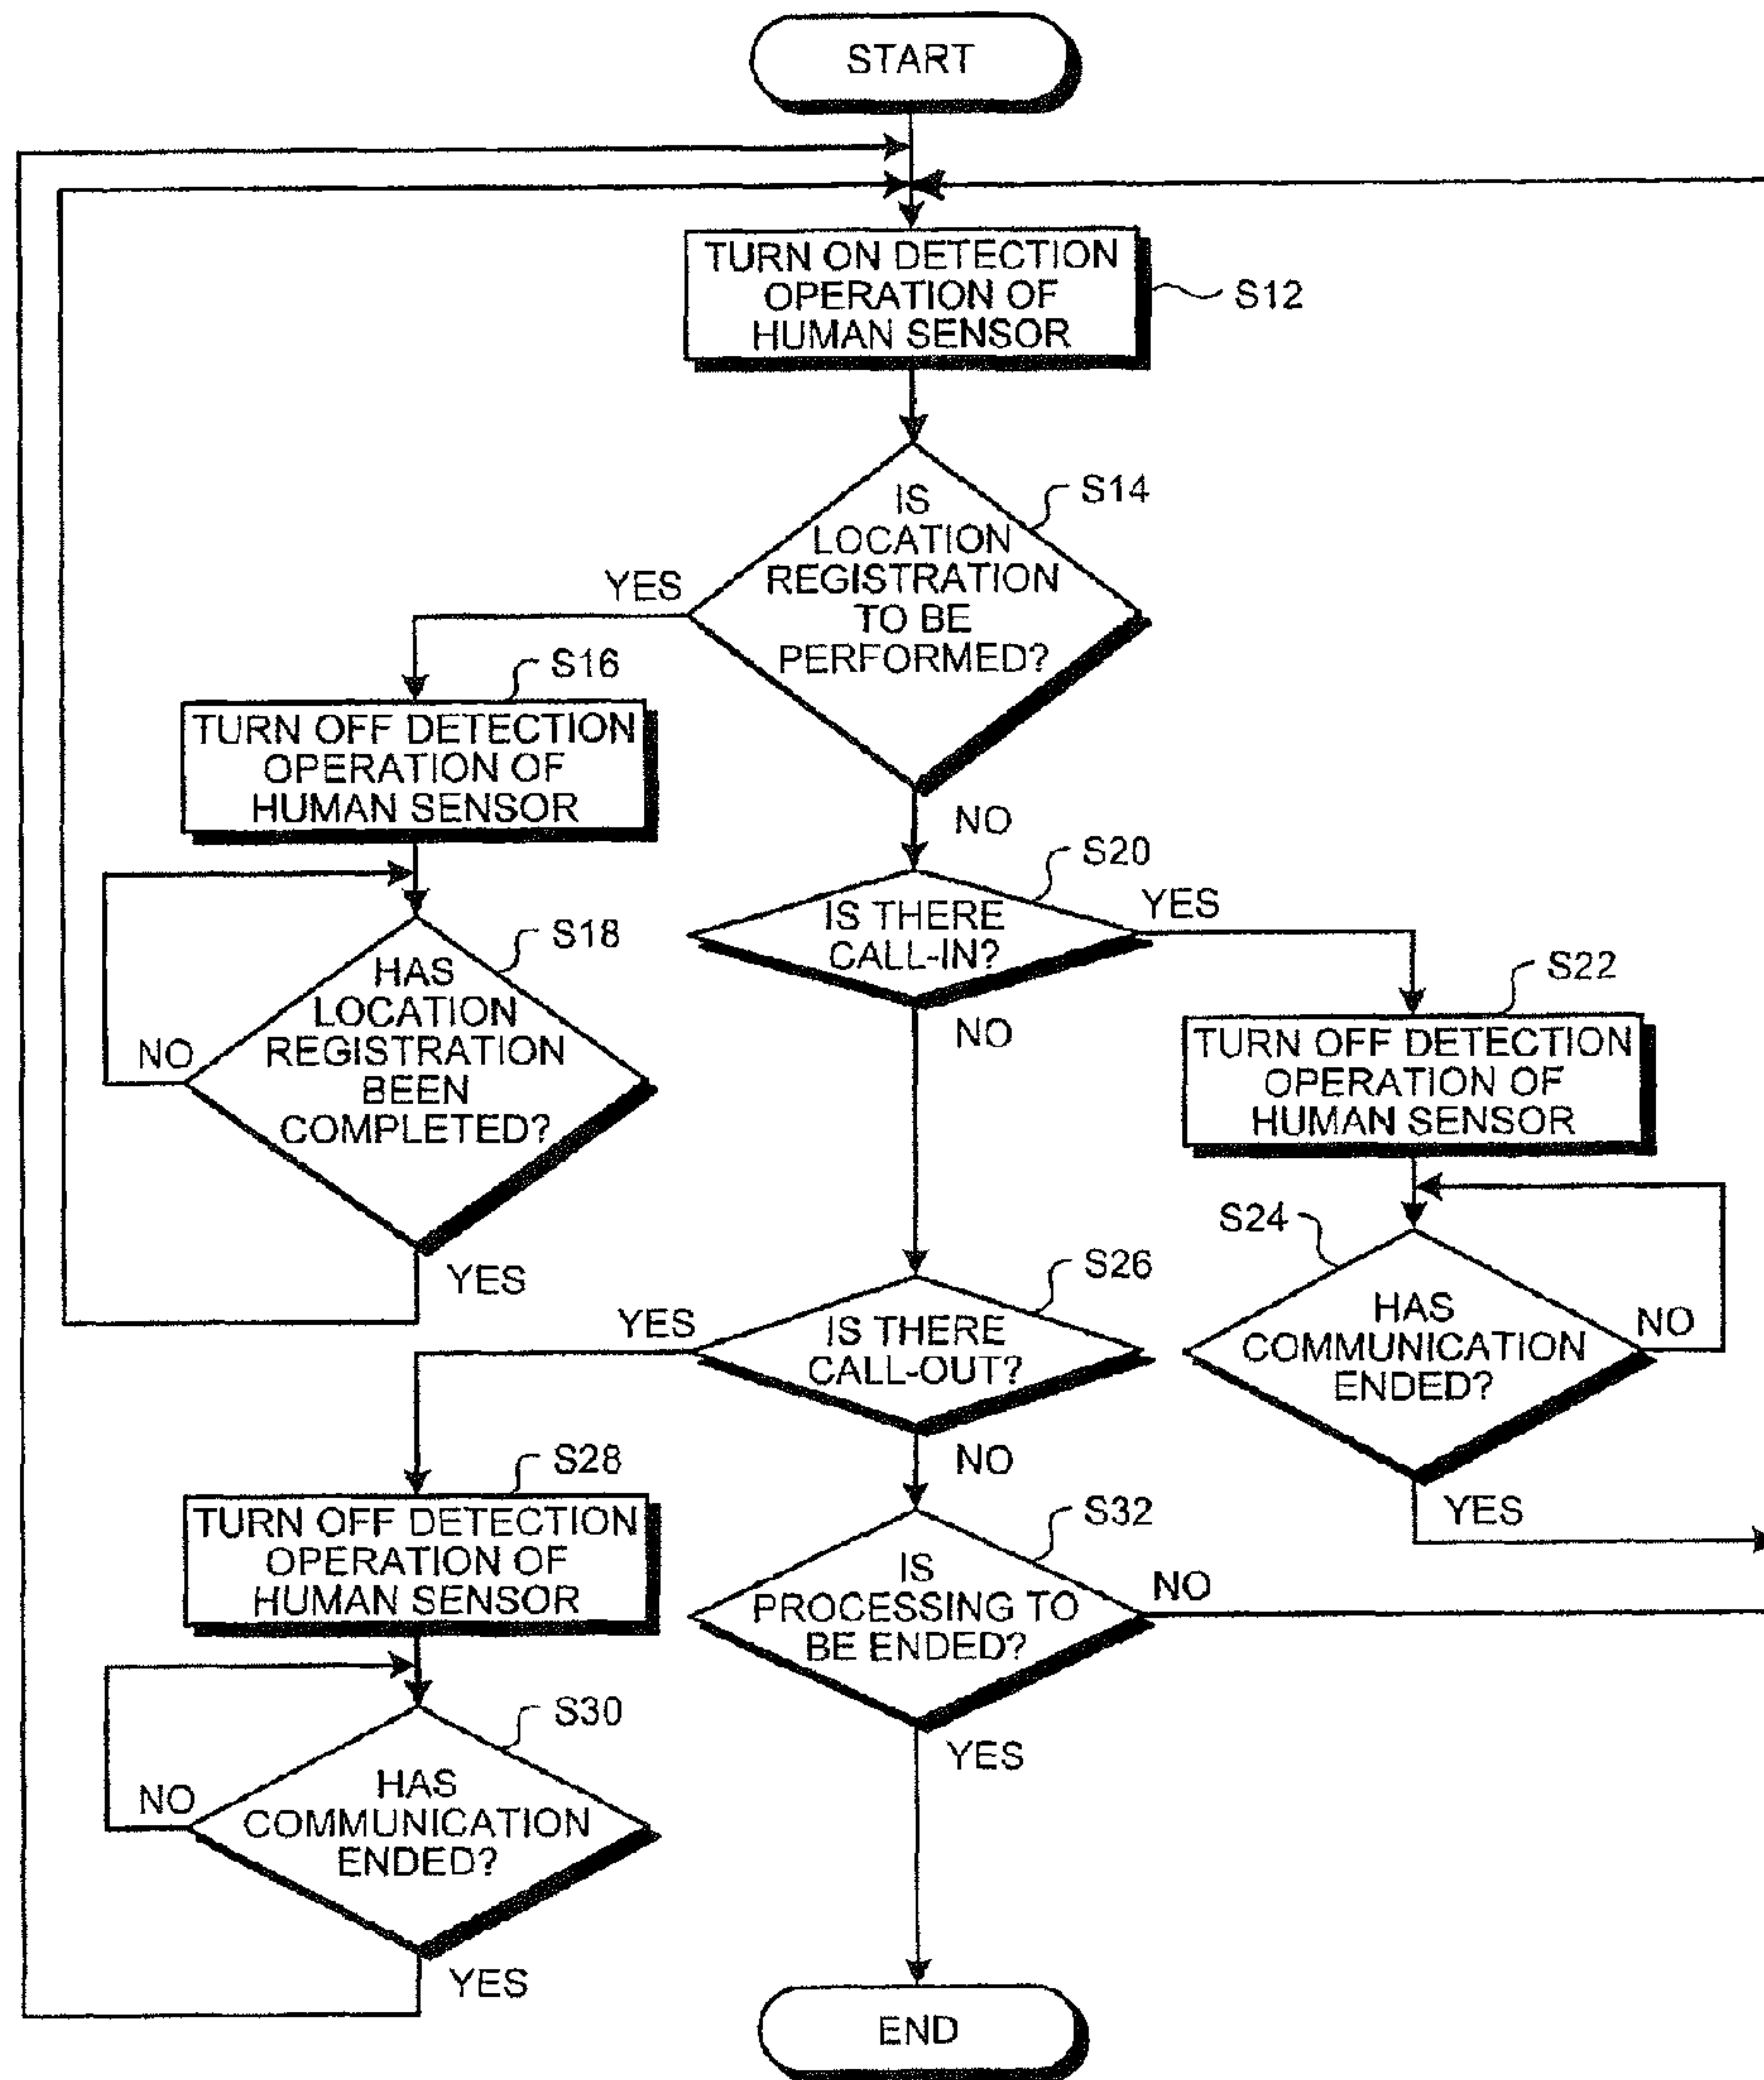 START
TURN ON DETECTION
OPERATION OF
HUMAN SENSOR
S12
IS
LOCATION
REGISTRATION
TO BE
PERFORMED?
S14
YES
NO
S16
TURN OFF DETECTION
OPERATION OF
HUMAN SENSOR
S18
HAS
LOCATION
REGISTRATION
BEEN
COMPLETED?
NO
YES
S20
IS THERE
CALL-IN?
YES
NO
S22
TURN OFF DETECTION
OPERATION OF
HUMAN SENSOR
S24
HAS
COMMUNICATION
ENDED?
NO
YES
S26
IS THERE
CALL-OUT?
YES
NO
S28
TURN OFF DETECTION
OPERATION OF
HUMAN SENSOR
S30
HAS
COMMUNICATION
ENDED?
NO
YES
S32
IS
PROCESSING TO
BE ENDED?
NO
YES
END